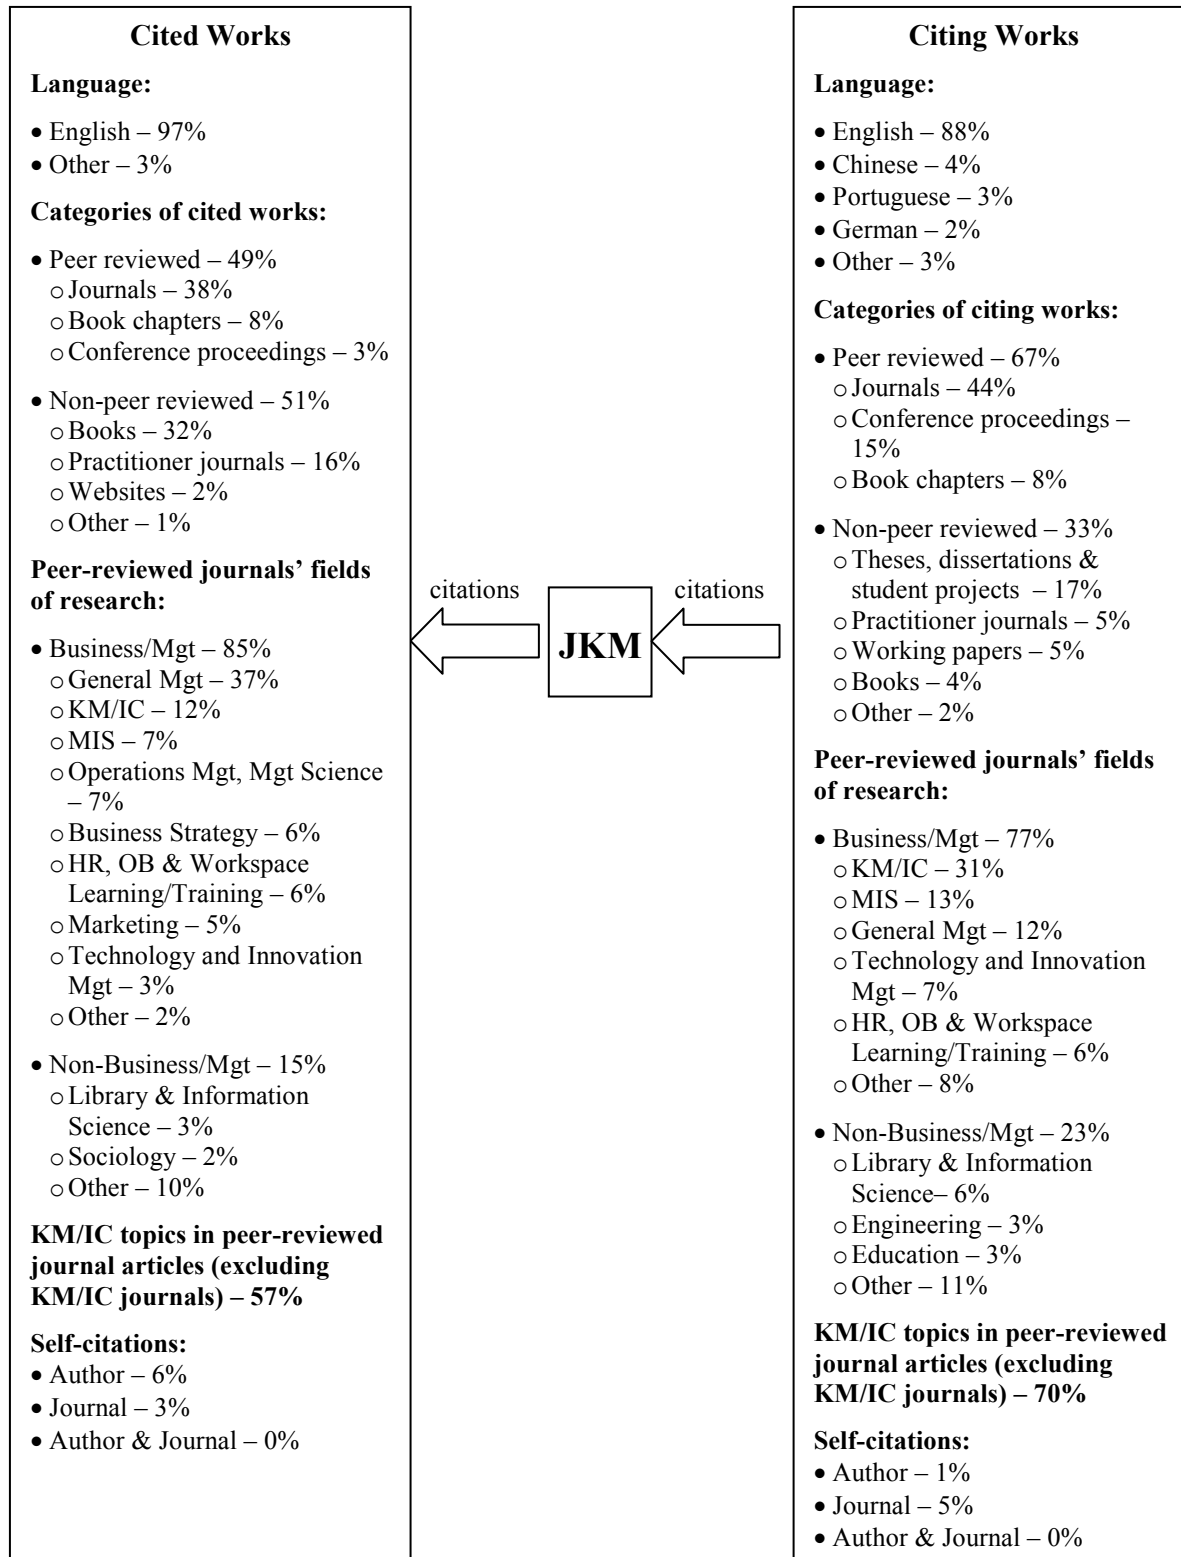 Cited Works
Language:
• English – 97%
• Other – 3%
Categories of cited works:
• Peer reviewed – 49%
o Journals – 38%
o Book chapters – 8%
o Conference proceedings – 3%
• Non-peer reviewed – 51%
o Books – 32%
o Practitioner journals – 16%
o Websites – 2%
o Other – 1%
Peer-reviewed journals’ fields
of research:
• Business/Mgt – 85%
o General Mgt – 37%
o KM/IC – 12%
o MIS – 7%
o Operations Mgt, Mgt Science
– 7%
o Business Strategy – 6%
o HR, OB & Workspace
Learning/Training – 6%
o Marketing – 5%
o Technology and Innovation
Mgt – 3%
o Other – 2%
• Non-Business/Mgt – 15%
o Library & Information
Science – 3%
o Sociology – 2%
o Other – 10%
KM/IC topics in peer-reviewed
journal articles (excluding
KM/IC journals) – 57%
Self-citations:
• Author – 6%
• Journal – 3%
• Author & Journal – 0%
citations
JKM
citations
Citing Works
Language:
• English – 88%
• Chinese – 4%
• Portuguese – 3%
• German – 2%
• Other – 3%
Categories of citing works:
• Peer reviewed – 67%
o Journals – 44%
o Conference proceedings –
15%
o Book chapters – 8%
• Non-peer reviewed – 33%
o Theses, dissertations &
student projects – 17%
o Practitioner journals – 5%
o Working papers – 5%
o Books – 4%
o Other – 2%
Peer-reviewed journals’ fields
of research:
• Business/Mgt – 77%
o KM/IC – 31%
o MIS – 13%
o General Mgt – 12%
o Technology and Innovation
Mgt – 7%
o HR, OB & Workspace
Learning/Training – 6%
o Other – 8%
• Non-Business/Mgt – 23%
o Library & Information
Science– 6%
o Engineering – 3%
o Education – 3%
o Other – 11%
KM/IC topics in peer-reviewed
journal articles (excluding
KM/IC journals) – 70%
Self-citations:
• Author – 1%
• Journal – 5%
• Author & Journal – 0%